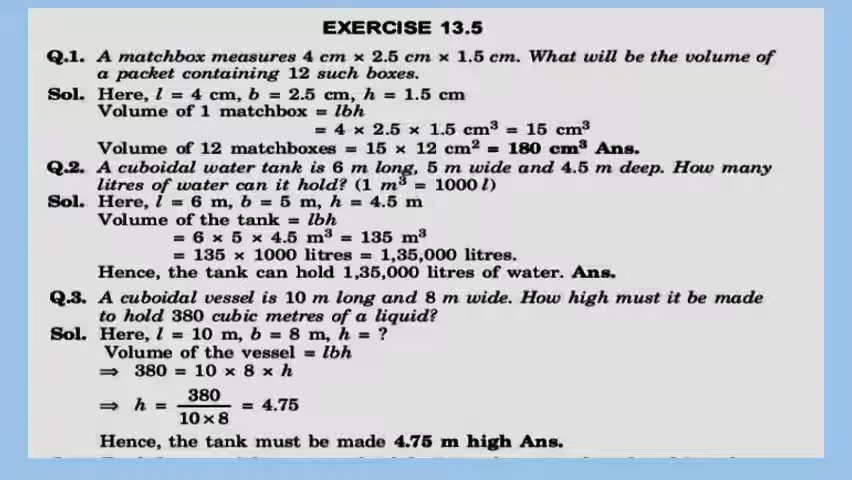 EXERCISE 13.5
Q.1. A matchbox measures 4 cm × 2.5 cm × 1.5 cm. What will be the volume of
a packet containing 12 such boxes.
Sol. Here, l = 4 cm, b = 2.5 cm, h = 1.5 cm
Volume of 1 matchbox = lbh
= 4 × 2.5 × 1.5 cm³ = 15 cm³
Volume of 12 matchboxes = 15 × 12 cm² = 180 cm³ Ans.
Q.2. A cuboidal water tank is 6 m long, 5 m wide and 4.5 m deep. How many
litres of water can it hold? (1 m³ = 1000 l)
Sol. Here, l = 6 m, b = 5 m, h = 4.5 m
Volume of the tank = lbh
= 6 × 5 × 4.5 m³ = 135 m³
= 135 × 1000 litres = 1,35,000 litres.
Hence, the tank can hold 1,35,000 litres of water. Ans.
Q.3. A cuboidal vessel is 10 m long and 8 m wide. How high must it be made
to hold 380 cubic metres of a liquid?
Sol. Here, l = 10 m, b = 8 m, h = ?
Volume of the vessel = lbh
⇒ 380 = 10 × 8 × h
⇒ h = 380 / 10×8 = 4.75
Hence, the tank must be made 4.75 m high Ans.